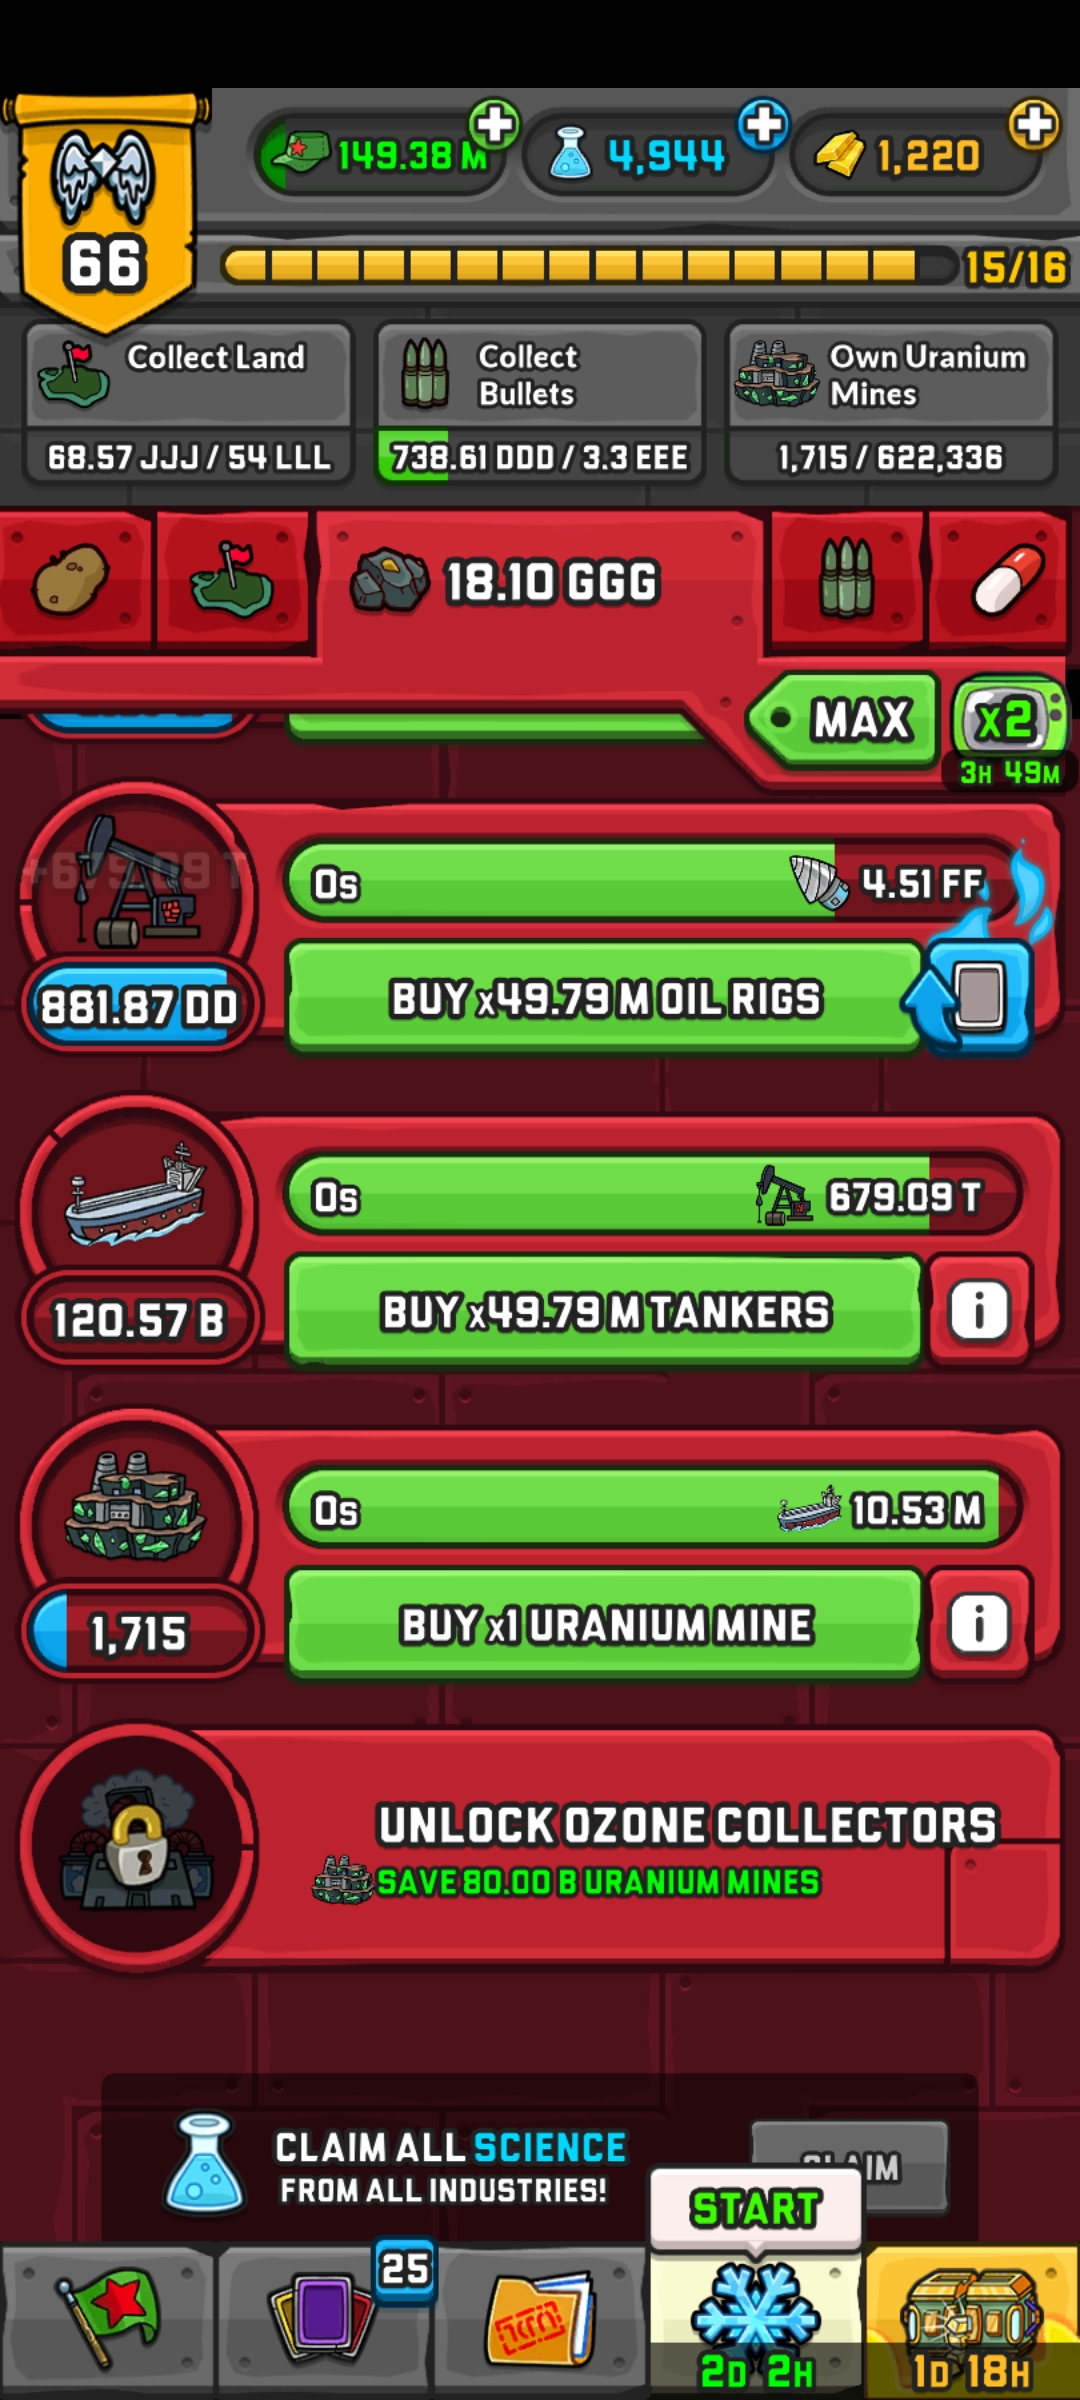 149.38 M
4,944
1,220
66
15/16
Collect Land
68.57 JJJ / 54 LLL
Collect
Bullets
738.61 DDD / 3.3 EEE
Own Uranium
Mines
1,715 / 622,336
18.10 GGG
MAX
x2
3H 49M
+679.09 T
0s
4.51 FF
881.87 DD
BUY x49.79 M OIL RIGS
0s
679.09 T
120.57 B
BUY x49.79 M TANKERS
i
0s
10.53 M
1,715
BUY x1 URANIUM MINE
i
UNLOCK OZONE COLLECTORS
SAVE 80.00 B URANIUM MINES
CLAIM ALL SCIENCE
FROM ALL INDUSTRIES!
CLAIM
START
25
2D 2H
1D 18H